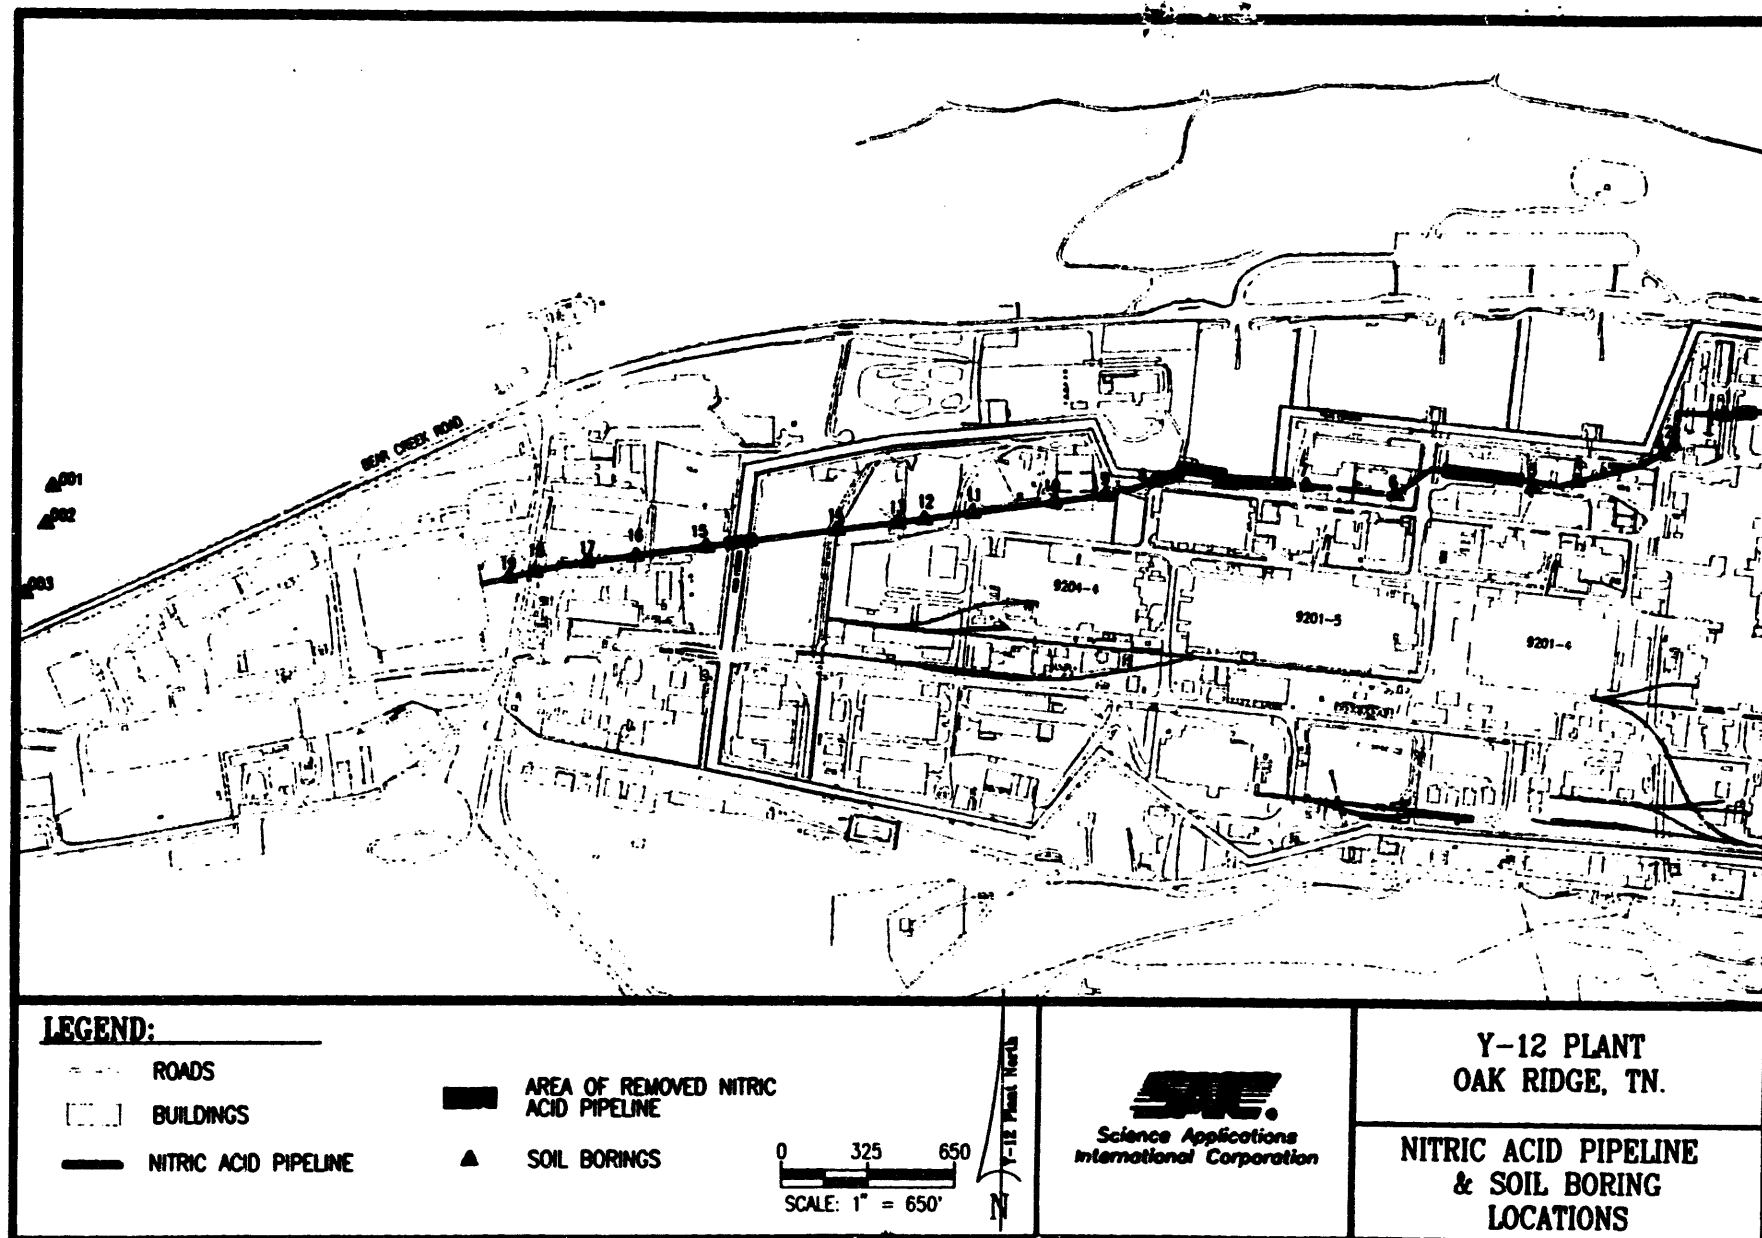 BEAR CREEK ROAD
001
002
003
19
18
17
16
15
14
13
12
11
10
9
9204-4
9201-5
9201-4
LEGEND:
ROADS
BUILDINGS
NITRIC ACID PIPELINE
AREA OF REMOVED NITRIC
ACID PIPELINE
SOIL BORINGS
0 325 650
SCALE: 1" = 650'
Y-12 Plant North
N
Science Applications
International Corporation
Y-12 PLANT
OAK RIDGE, TN.
NITRIC ACID PIPELINE
& SOIL BORING
LOCATIONS